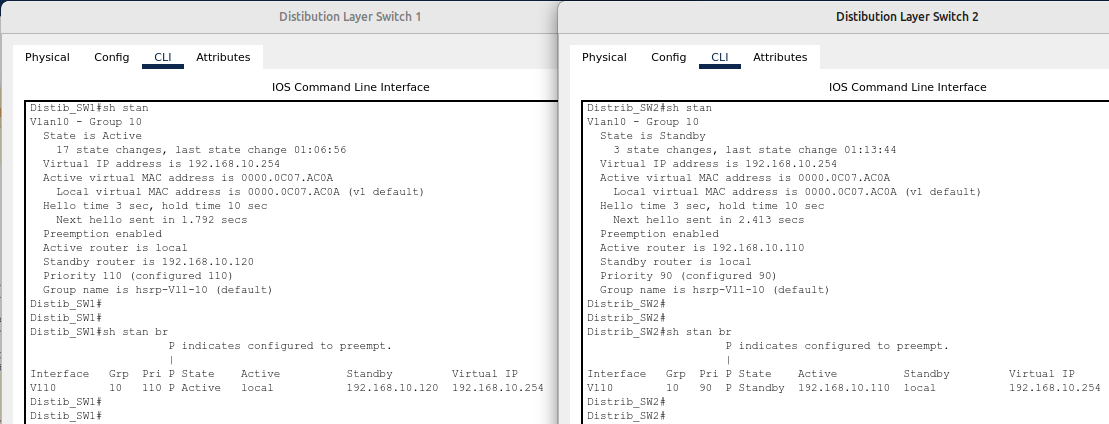 Distibution Layer Switch 1
Physical Config CLI Attributes
IOS Command Line Interface
Distib_SW1#sh stan
Vlan10 - Group 10
State is Active
17 state changes, last state change 01:06:56
Virtual IP address is 192.168.10.254
Active virtual MAC address is 0000.0C07.AC0A
Local virtual MAC address is 0000.0C07.AC0A (v1 default)
Hello time 3 sec, hold time 10 sec
Next hello sent in 1.792 secs
Preemption enabled
Active router is local
Standby router is 192.168.10.120
Priority 110 (configured 110)
Group name is hsrp-Vl1-10 (default)
Distib_SW1#
Distib_SW1#
Distib_SW1#sh stan br
P indicates configured to preempt.
|
Interface Grp Pri P State Active Standby Virtual IP
Vl10 10 110 P Active local 192.168.10.120 192.168.10.254
Distib_SW1#
Distib_SW1#
Distibution Layer Switch 2
Physical Config CLI Attributes
IOS Command Line Interface
Distrib_SW2#sh stan
Vlan10 - Group 10
State is Standby
3 state changes, last state change 01:13:44
Virtual IP address is 192.168.10.254
Active virtual MAC address is 0000.0C07.AC0A
Local virtual MAC address is 0000.0C07.AC0A (v1 default)
Hello time 3 sec, hold time 10 sec
Next hello sent in 2.413 secs
Preemption enabled
Active router is 192.168.10.110
Standby router is local
Priority 90 (configured 90)
Group name is hsrp-Vl1-10 (default)
Distrib_SW2#
Distrib_SW2#
Distrib_SW2#sh stan br
P indicates configured to preempt.
|
Interface Grp Pri P State Active Standby Virtual IP
Vl10 10 90 P Standby 192.168.10.110 local 192.168.10.254
Distrib_SW2#
Distrib_SW2#